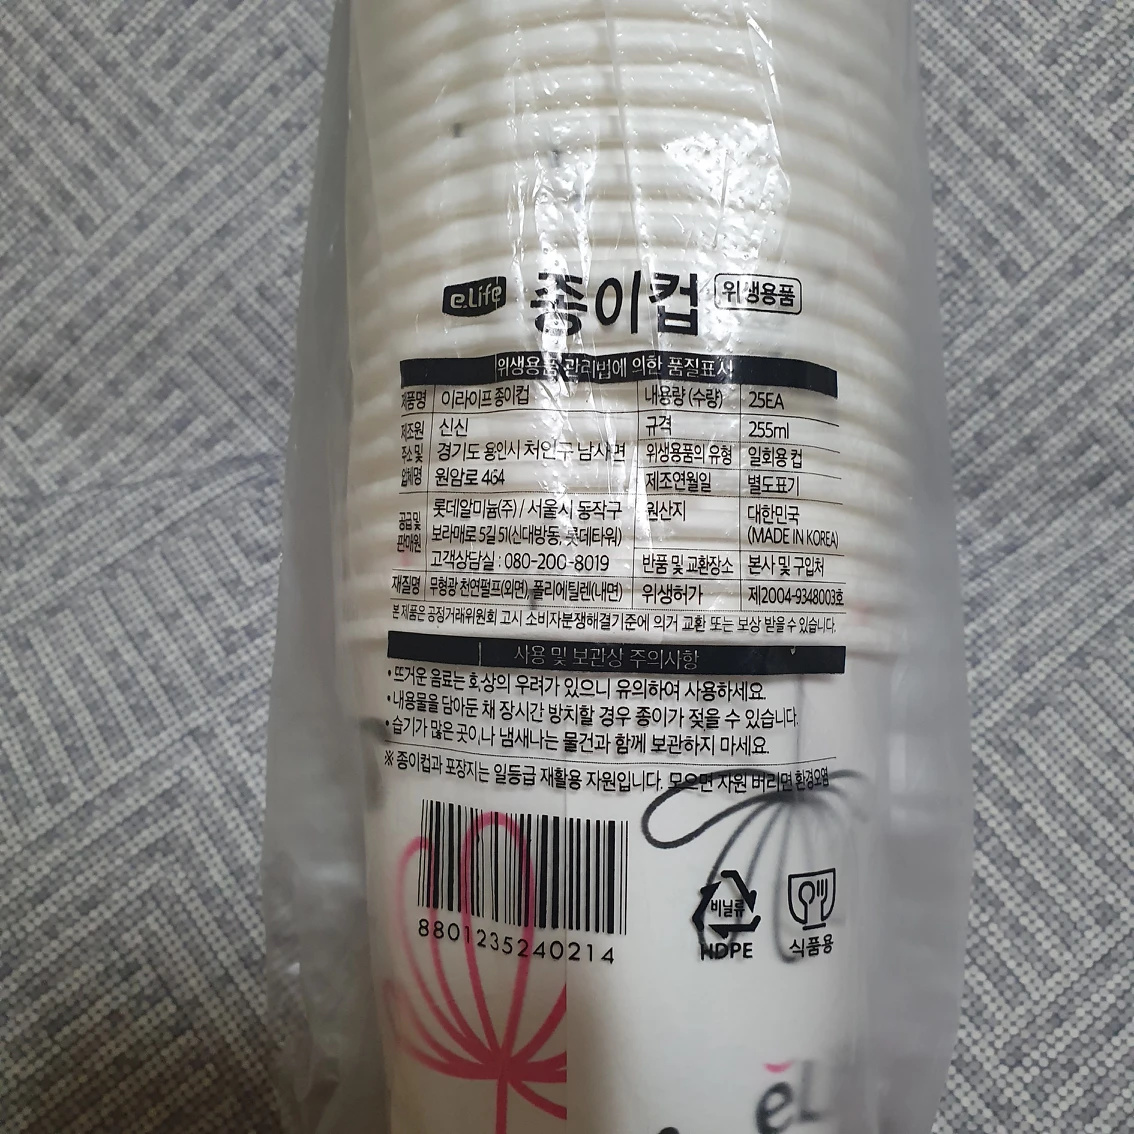 e.Life 종이컵 위생용품
위생용품 관리법에 의한 품질표시
제품명 이라이프 종이컵 내용량 (수량) 25EA
제조원 신신 규격 255ml
주소 및 경기도 용인시 처인구 남사면 위생용품의 유형 일회용 컵
업체명 원암로 464 제조연월일 별도표기
공급 및 롯데알미늄(주) / 서울시 동작구 원산지 대한민국
판매원 보라매로 5길 51(신대방동, 롯데타워) (MADE IN KOREA)
고객상담실 : 080-200-8019 반품 및 교환장소 본사 및 구입처
재질명 무형광 천연펄프(외면), 폴리에틸렌(내면) 위생허가 제2004-9348003호
본 제품은 공정거래위원회 고시 소비자분쟁해결기준에 의거 교환 또는 보상 받을 수 있습니다.
사용 및 보관상 주의사항
• 뜨거운 음료는 화상의 우려가 있으니 유의하여 사용하세요.
• 내용물을 담아둔 채 장시간 방치할 경우 종이가 젖을 수 있습니다.
• 습기가 많은 곳이나 냄새나는 물건과 함께 보관하지 마세요.
※ 종이컵과 포장지는 일등급 재활용 자원입니다. 모으면 자원 버리면 환경오염
8801235240214
비닐류
HDPE 식품용
eL